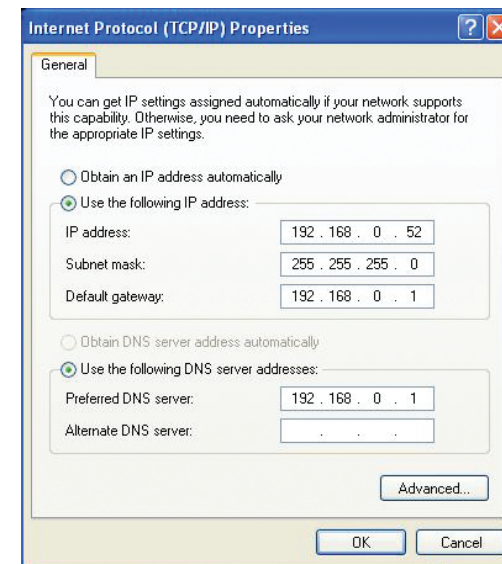 Internet Protocol (TCP/IP) Properties
General
You can get IP settings assigned automatically if your network supports
this capability. Otherwise, you need to ask your network administrator for
the appropriate IP settings.
Obtain an IP address automatically
Use the following IP address:
IP address: 192 . 168 . 0 . 52
Subnet mask: 255 . 255 . 255 . 0
Default gateway: 192 . 168 . 0 . 1
Obtain DNS server address automatically
Use the following DNS server addresses:
Preferred DNS server: 192 . 168 . 0 . 1
Alternate DNS server: . . .
Advanced...
OK Cancel